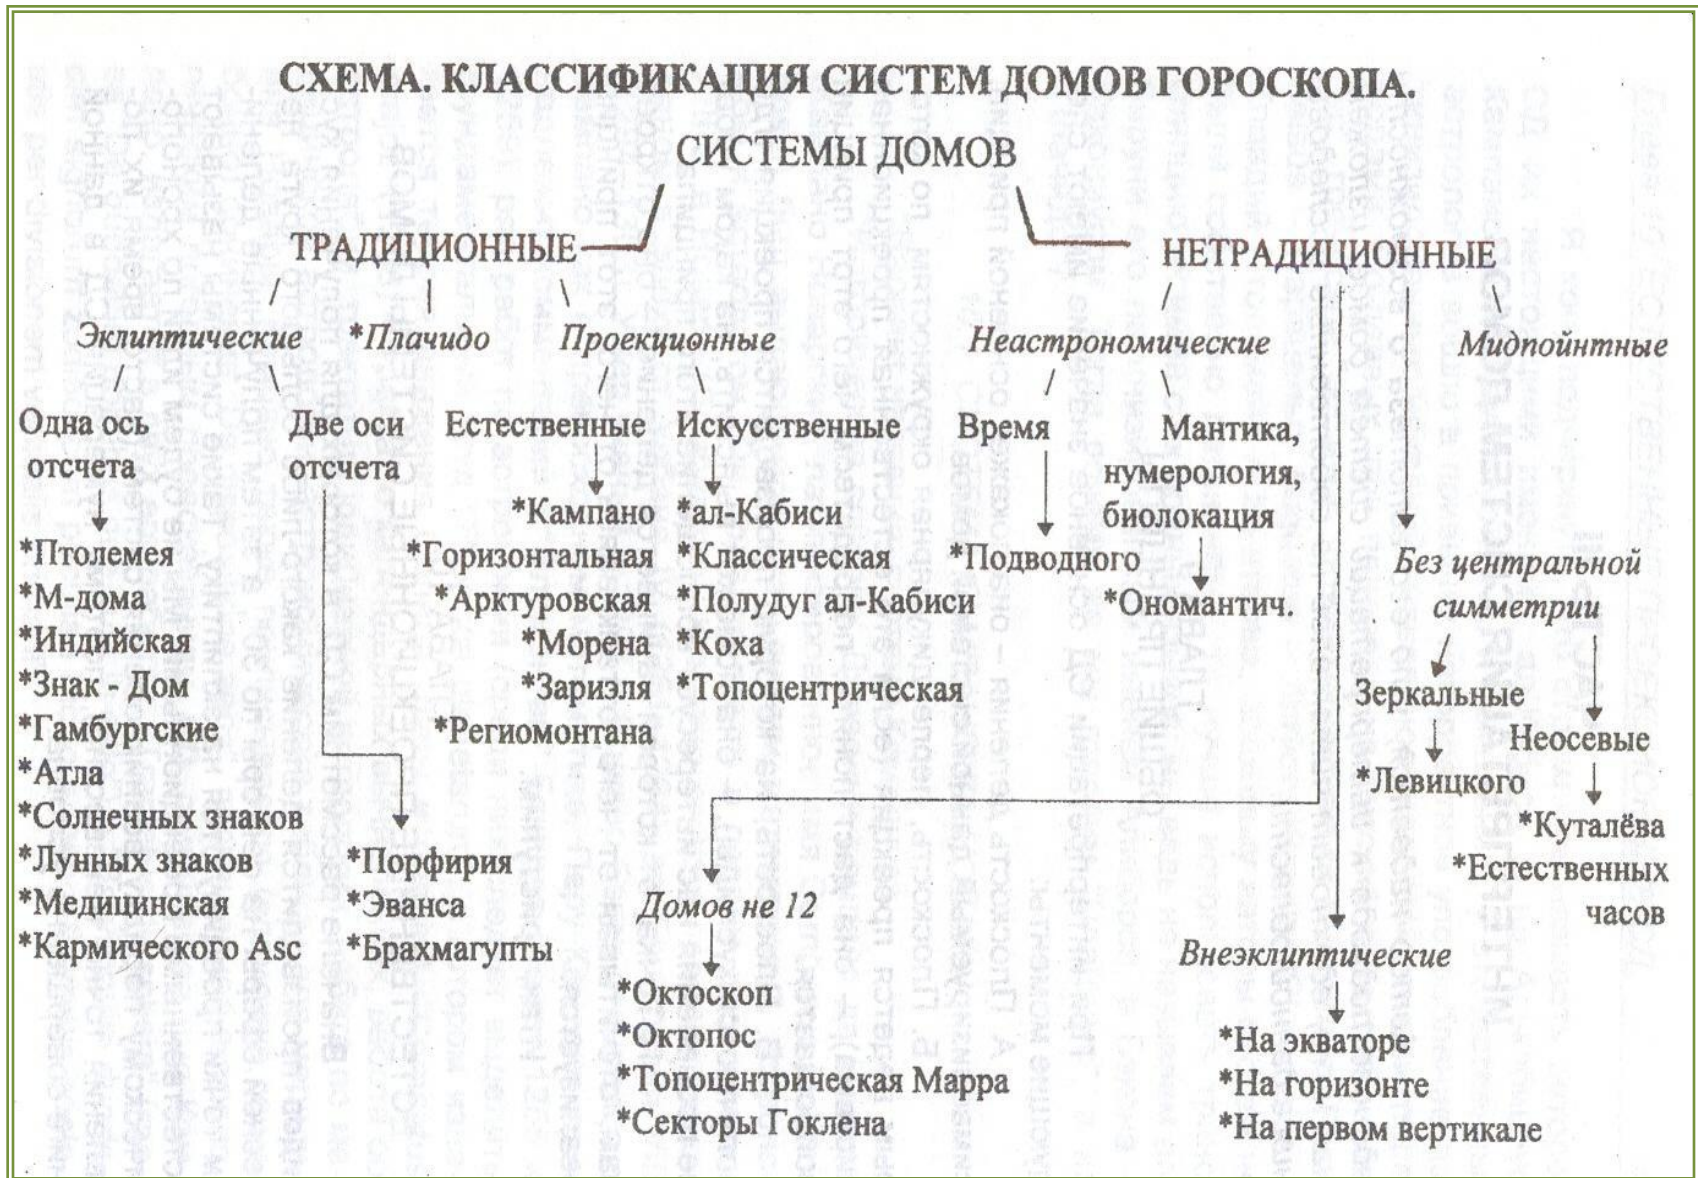 СХЕМА. КЛАССИФИКАЦИЯ СИСТЕМ ДОМОВ ГОРОСКОПА.
СИСТЕМЫ ДОМОВ
ТРАДИЦИОННЫЕ
НЕТРАДИЦИОННЫЕ
Эклиптические
*Плачидо
Проекционные
Неастрономические
Мидпойнтные
Одна ось
отсчета
Две оси
отсчета
Естественные
Искусственные
Время
Мантика,
нумерология,
биолокация
*Птолемея
*М-дома
*Индийская
*Знак - Дом
*Гамбургские
*Атла
*Солнечных знаков
*Лунных знаков
*Медицинская
*Кармического Asc
*Порфирия
*Эванса
*Брахмагупты
*Кампано
*Горизонтальная
*Арктуровская
*Морена
*Зариэля
*Региомонтана
*ал-Кабиси
*Классическая
*Полудуг ал-Кабиси
*Коха
*Топоцентрическая
*Подводного
*Ономантич.
Без центральной
симметрии
Зеркальные
*Левицкого
Неосевые
*Куталёва
*Естественных
часов
Домов не 12
*Октоскоп
*Октопос
*Топоцентрическая Марра
*Секторы Гоклена
Внеэклиптические
*На экваторе
*На горизонте
*На первом вертикале